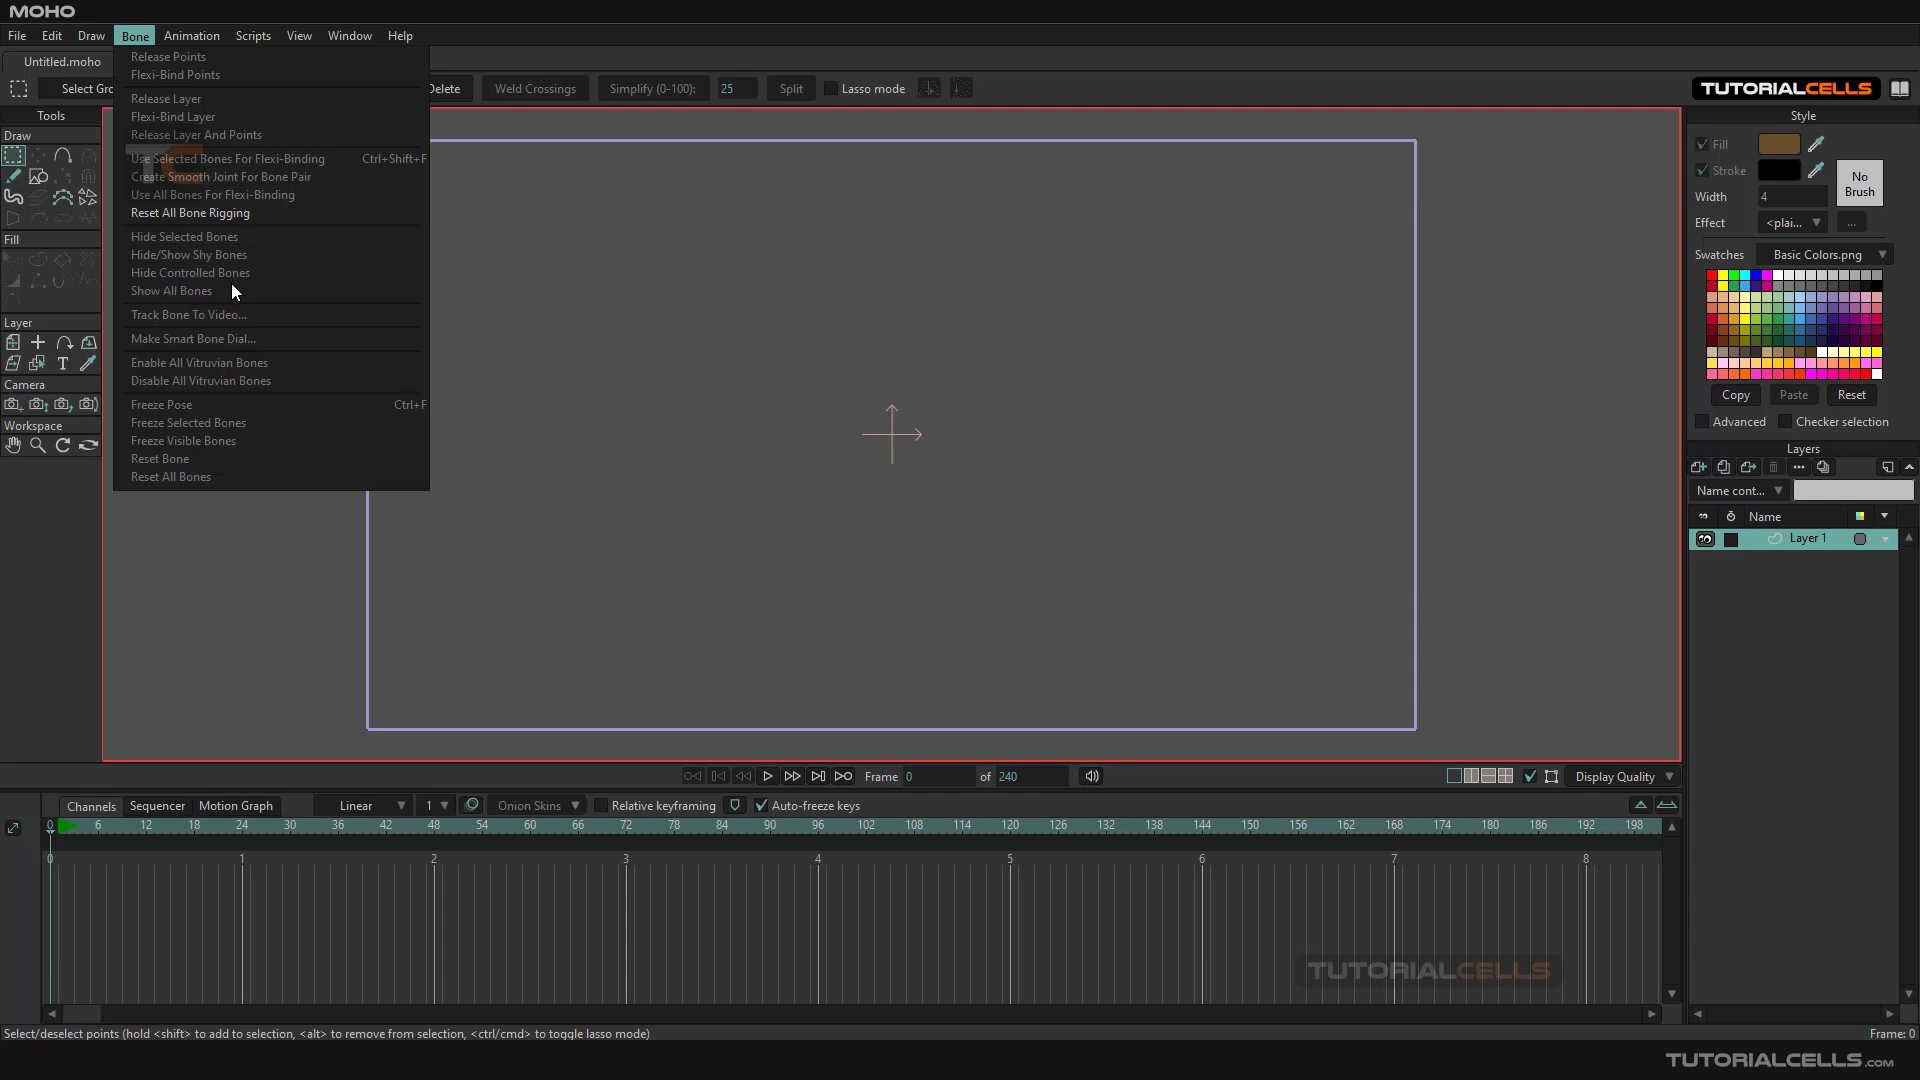 MOHO
File Edit Draw Bone Animation Scripts View Window Help
Untitled.moho
Select Gro
Delete Weld Crossings Simplify (0-100): 25 Split Lasso mode
TUTORIALCELLS
Release Points
Flexi-Bind Points
Release Layer
Flexi-Bind Layer
Release Layer And Points
Use Selected Bones For Flexi-Binding Ctrl+Shift+F
Create Smooth Joint For Bone Pair
Use All Bones For Flexi-Binding
Reset All Bone Rigging
Hide Selected Bones
Hide/Show Shy Bones
Hide Controlled Bones
Show All Bones
Track Bone To Video...
Make Smart Bone Dial...
Enable All Vitruvian Bones
Disable All Vitruvian Bones
Freeze Pose Ctrl+F
Freeze Selected Bones
Freeze Visible Bones
Reset Bone
Reset All Bones
TC
Tools
Draw
Fill
Layer
T
Camera
Workspace
Style
Fill
Stroke
No
Brush
Width 4
Effect <plai... ...
Swatches Basic Colors.png
Copy Paste Reset
Advanced Checker selection
Layers
Name cont...
Name
Layer 1
Frame 0 of 240
Display Quality
Channels Sequencer Motion Graph Linear 1 Onion Skins Relative keyframing Auto-freeze keys
0 6 12 18 24 30 36 42 48 54 60 66 72 78 84 90 96 102 108 114 120 126 132 138 144 150 156 162 168 174 180 186 192 198
0 1 2 3 4 5 6 7 8
TUTORIALCELLS
Select/deselect points (hold <shift> to add to selection, <alt> to remove from selection, <ctrl/cmd> to toggle lasso mode)
Frame: 0
TUTORIALCELLS.COM